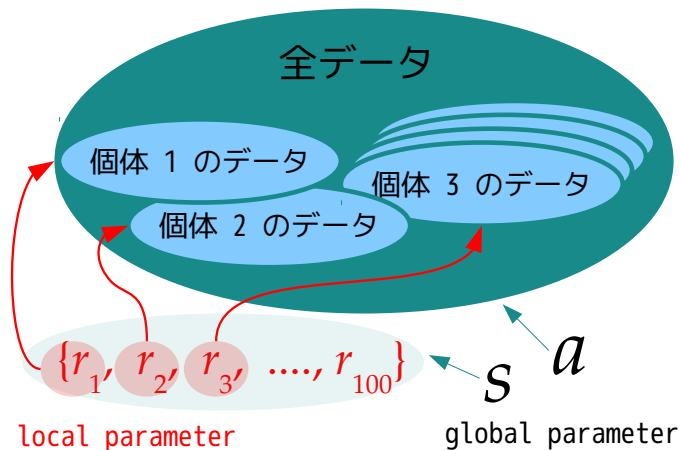 全データ
個体 1 のデータ
個体 3 のデータ
個体 2 のデータ
{r1, r2, r3, ...., r100}
s
a
local parameter
global parameter